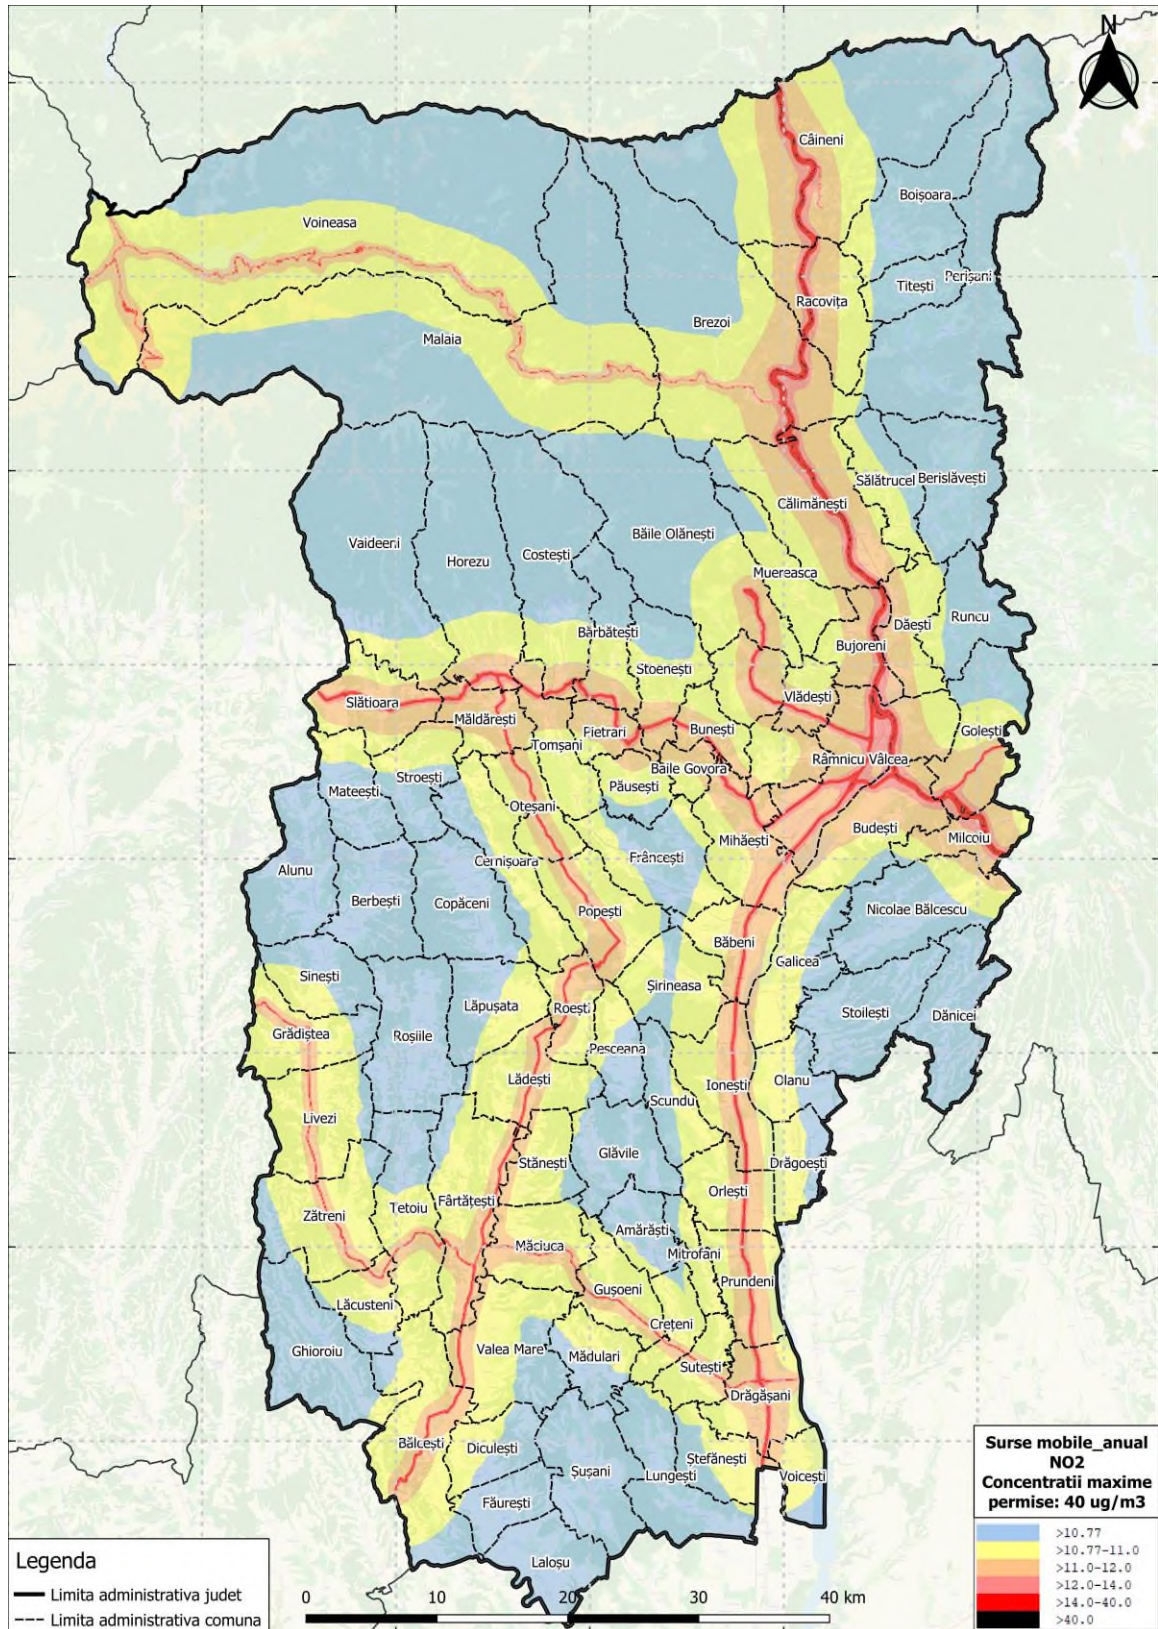 N
Câineni
Boișoara
Voineasa
Titești
Perișani
Racovița
Brezoi
Malaia
Sălătrucel
Berislăvești
Călimănești
Băile Olănești
Vaideeni
Costești
Horezu
Muereasca
Runcu
Dăești
Bărbătești
Bujoreni
Stoenești
Vlădești
Slătioara
Măldărești
Bunești
Golești
Pietrari
Tomșani
Râmnicu Vâlcea
Baile Govora
Stroești
Păusești
Mateești
Oteșani
Budești
Mihăești
Milcoiu
Frâncești
Cernișoara
Alunu
Berbești
Copăceni
Popești
Nicolae Bălcescu
Băbeni
Galicea
Sinești
Șirineasa
Lăpușata
Roești
Stoilești
Dănicei
Grădiștea
Roșiile
Pesceana
Lădești
Ionești
Olanu
Scundu
Livezi
Glăvile
Stănești
Drăgoești
Orlești
Fârtățești
Tetoiu
Zătreni
Amărăști
Măciuca
Mitrofani
Prundeni
Gușoeni
Lăcusteni
Crețeni
Valea Mare
Ghioroiu
Mădulari
Sutești
Drăgășani
Bălcești
Diculești
Ștefănești
Șușani
Lungești
Voicești
Făurești
Lalоșu
Surse mobile_anual
NO2
Concentratii maxime
permise: 40 ug/m3
>10.77
>10.77-11.0
>11.0-12.0
>12.0-14.0
>14.0-40.0
>40.0
Legenda
Limita administrativa judet
Limita administrativa comuna
0 10 20 30 40 km